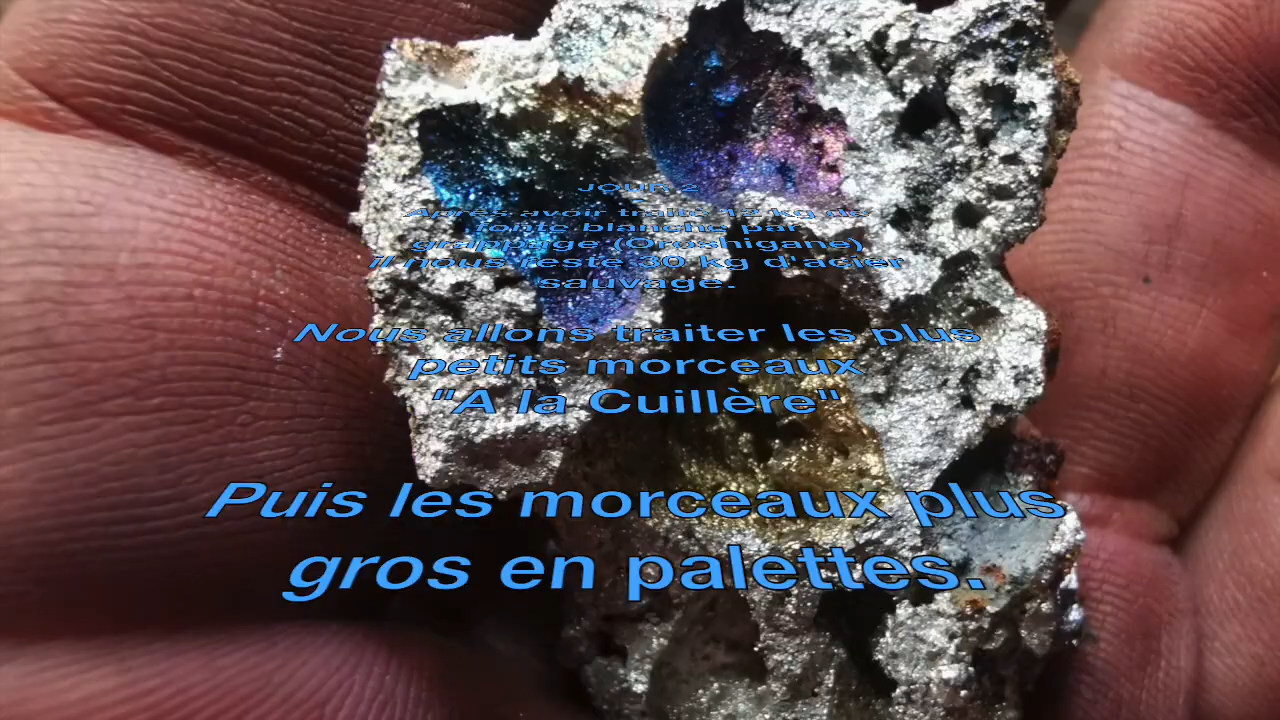 JOUR 2
Après avoir traité 12 kg de
fonte blanche par
grappage (Oroshigane)
il nous reste 30 kg d'acier
sauvage.
Nous allons traiter les plus
petits morceaux
"A la Cuillère"
Puis les morceaux plus
gros en palettes.